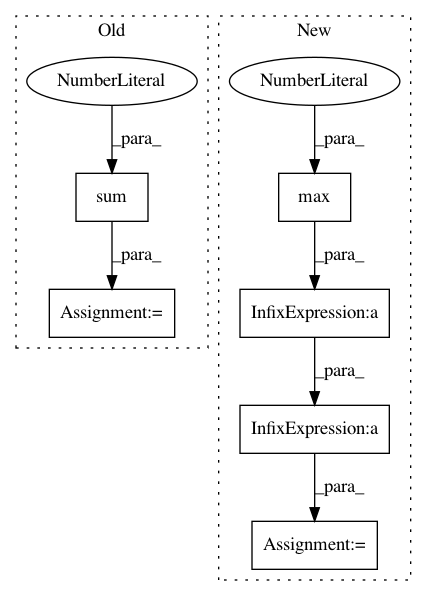 Old
NumberLiteral
_para_
sum
_para_
Assignment:=
New
NumberLiteral
_para_
max
_para_
InfixExpression:a
_para_
InfixExpression:a
_para_
Assignment:=